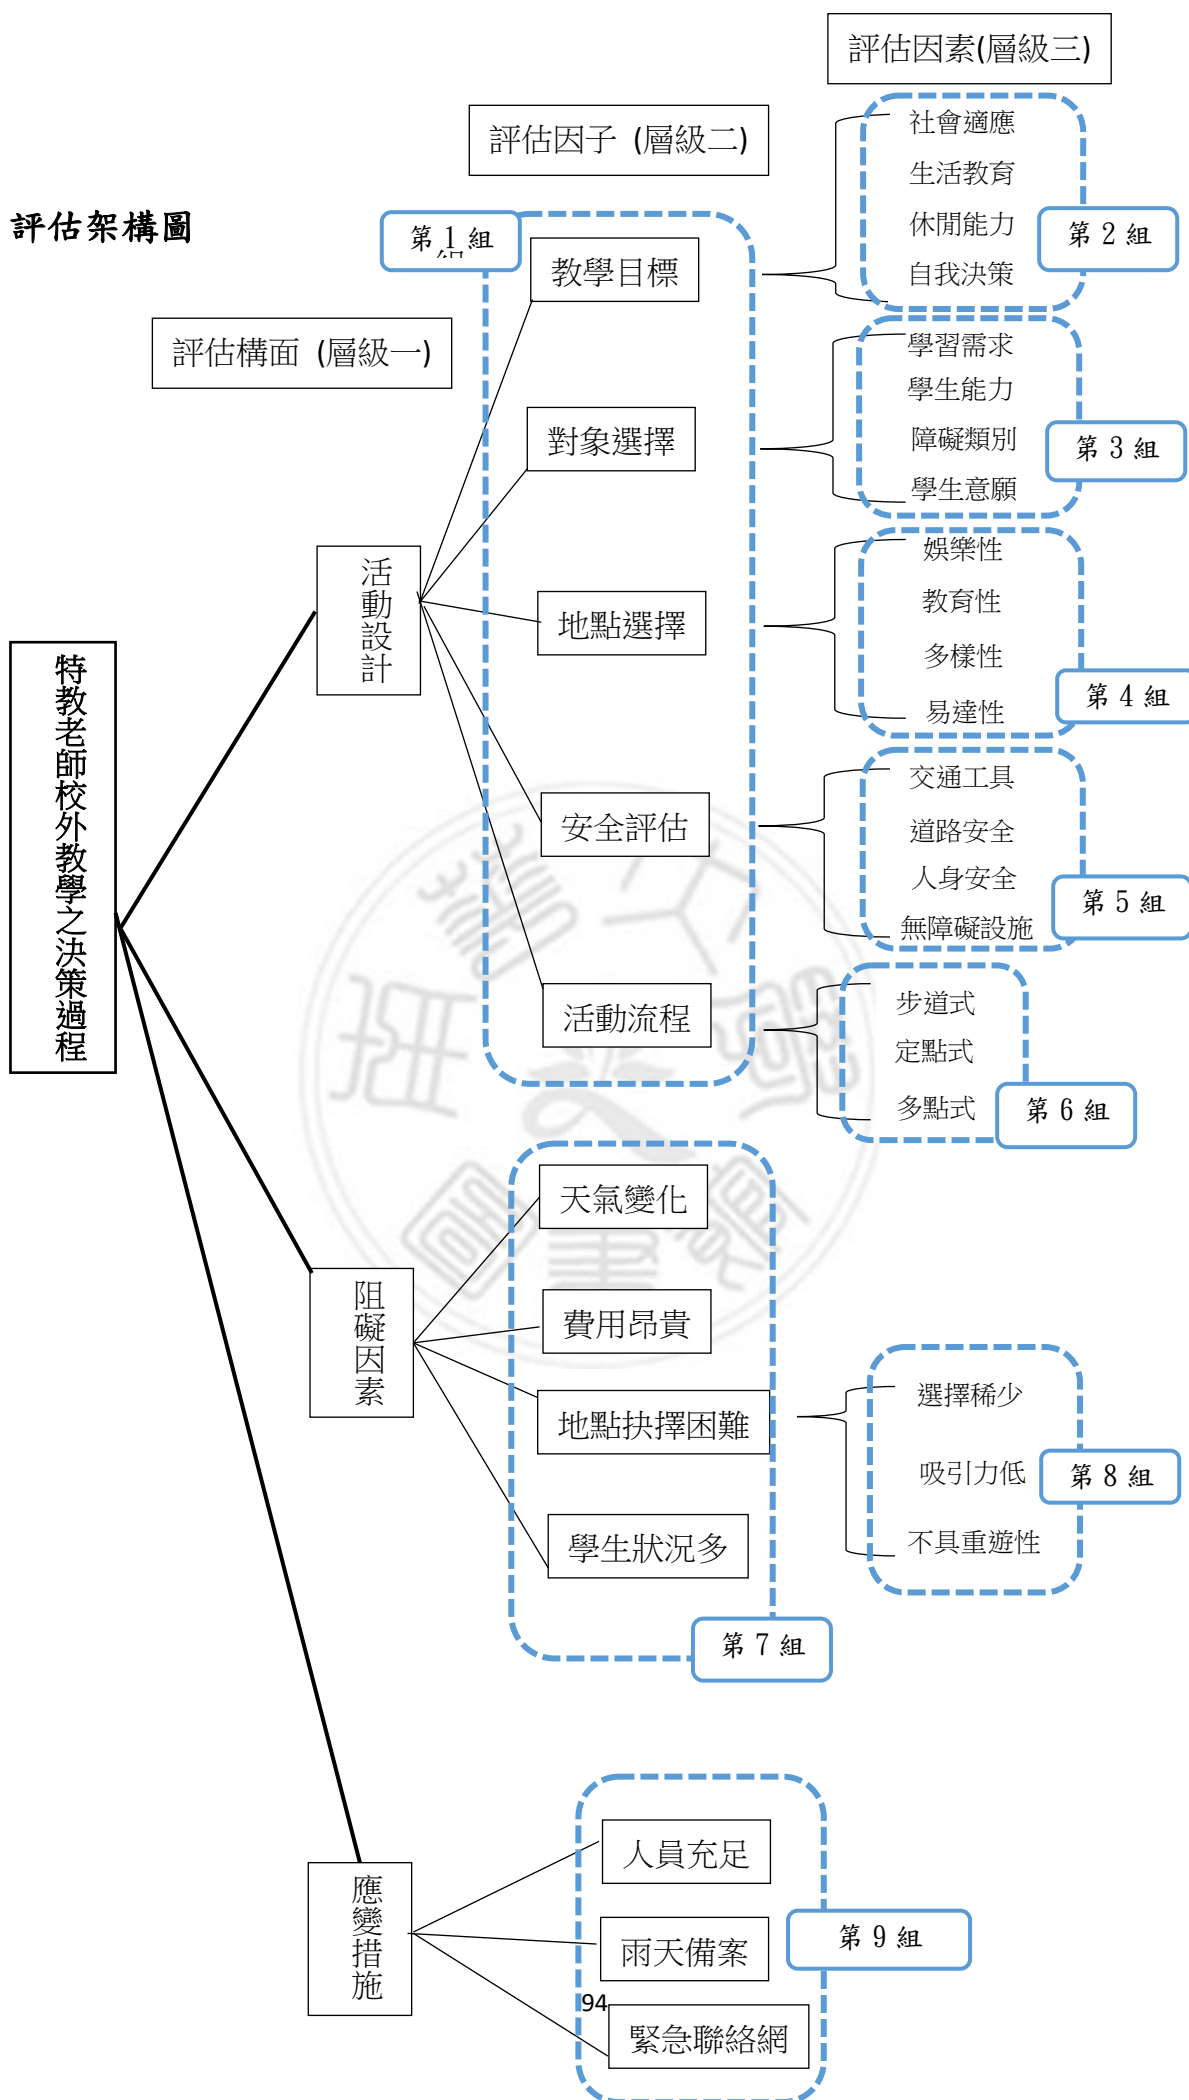 評估因素(層級三)
評估因子 (層級二)
評估架構圖
評估構面 (層級一)
特教老師校外教學之決策過程
活動設計
第 1 組
教學目標
社會適應
生活教育
休閒能力
自我決策
第 2 組
對象選擇
學習需求
學生能力
障礙類別
學生意願
第 3 組
地點選擇
娛樂性
教育性
多樣性
易達性
第 4 組
安全評估
交通工具
道路安全
人身安全
無障礙設施
第 5 組
活動流程
步道式
定點式
多點式
第 6 組
阻礙因素
天氣變化
費用昂貴
地點抉擇困難
選擇稀少
吸引力低
不具重遊性
第 8 組
學生狀況多
第 7 組
應變措施
人員充足
雨天備案
第 9 組
緊急聯絡網
94